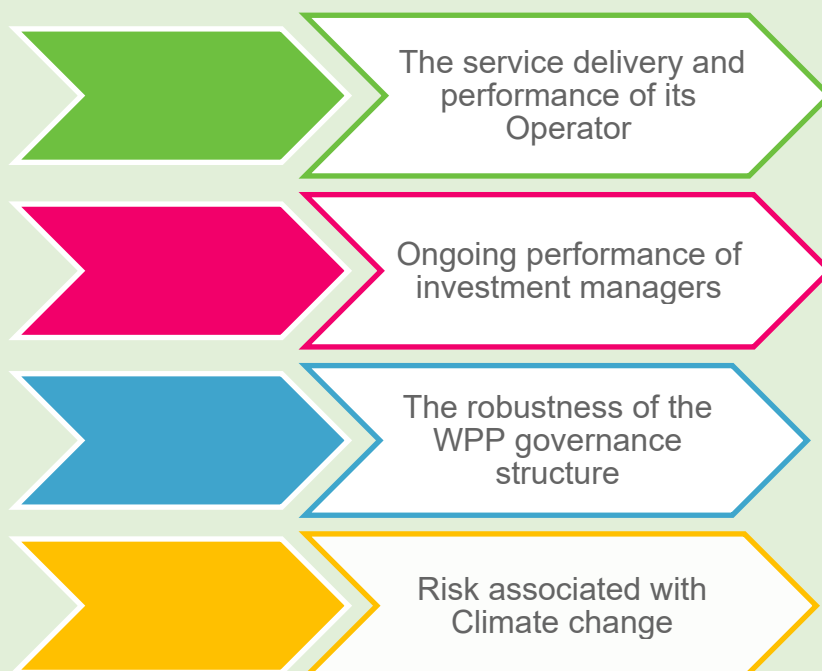 The service delivery and
performance of its
Operator
Ongoing performance of
investment managers
The robustness of the
WPP governance
structure
Risk associated with
Climate change